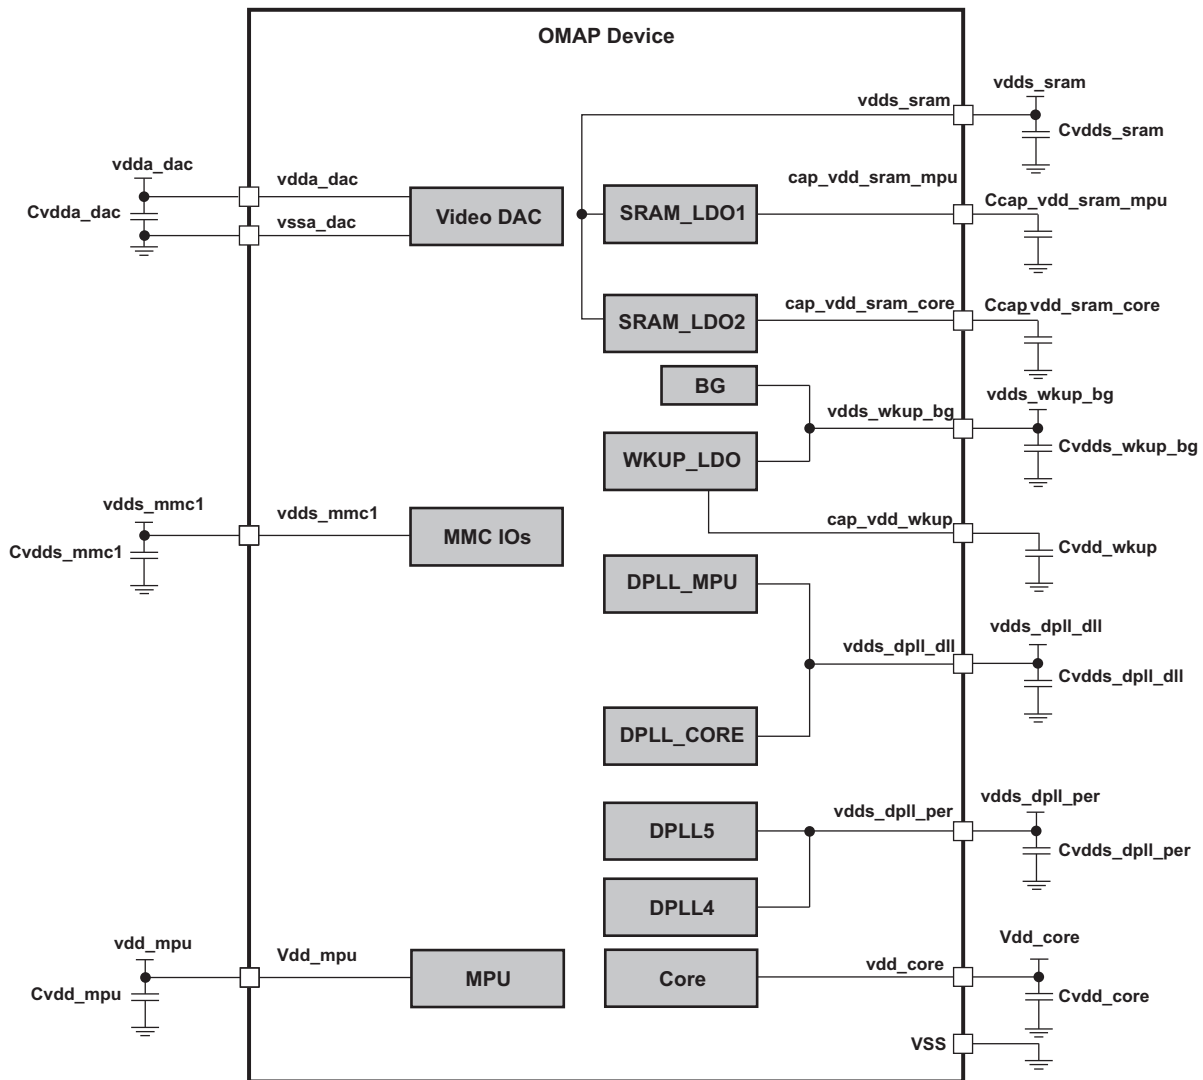 OMAP Device
vdds_sram
vdds_sram
Cvdds_sram
vdda_dac
vdda_dac
Cvdda_dac
vssa_dac
Video DAC
SRAM_LDO1
cap_vdd_sram_mpu
Ccap_vdd_sram_mpu
SRAM_LDO2
cap_vdd_sram_core
Ccap_vdd_sram_core
BG
vdds_wkup_bg
vdds_wkup_bg
Cvdds_wkup_bg
WKUP_LDO
vdds_mmc1
vdds_mmc1
Cvdds_mmc1
MMC IOs
cap_vdd_wkup
Cvdd_wkup
DPLL_MPU
vdds_dpll_dll
vdds_dpll_dll
Cvdds_dpll_dll
DPLL_CORE
DPLL5
vdds_dpll_per
vdds_dpll_per
Cvdds_dpll_per
DPLL4
vdd_mpu
Vdd_mpu
Cvdd_mpu
MPU
Core
vdd_core
Vdd_core
Cvdd_core
VSS